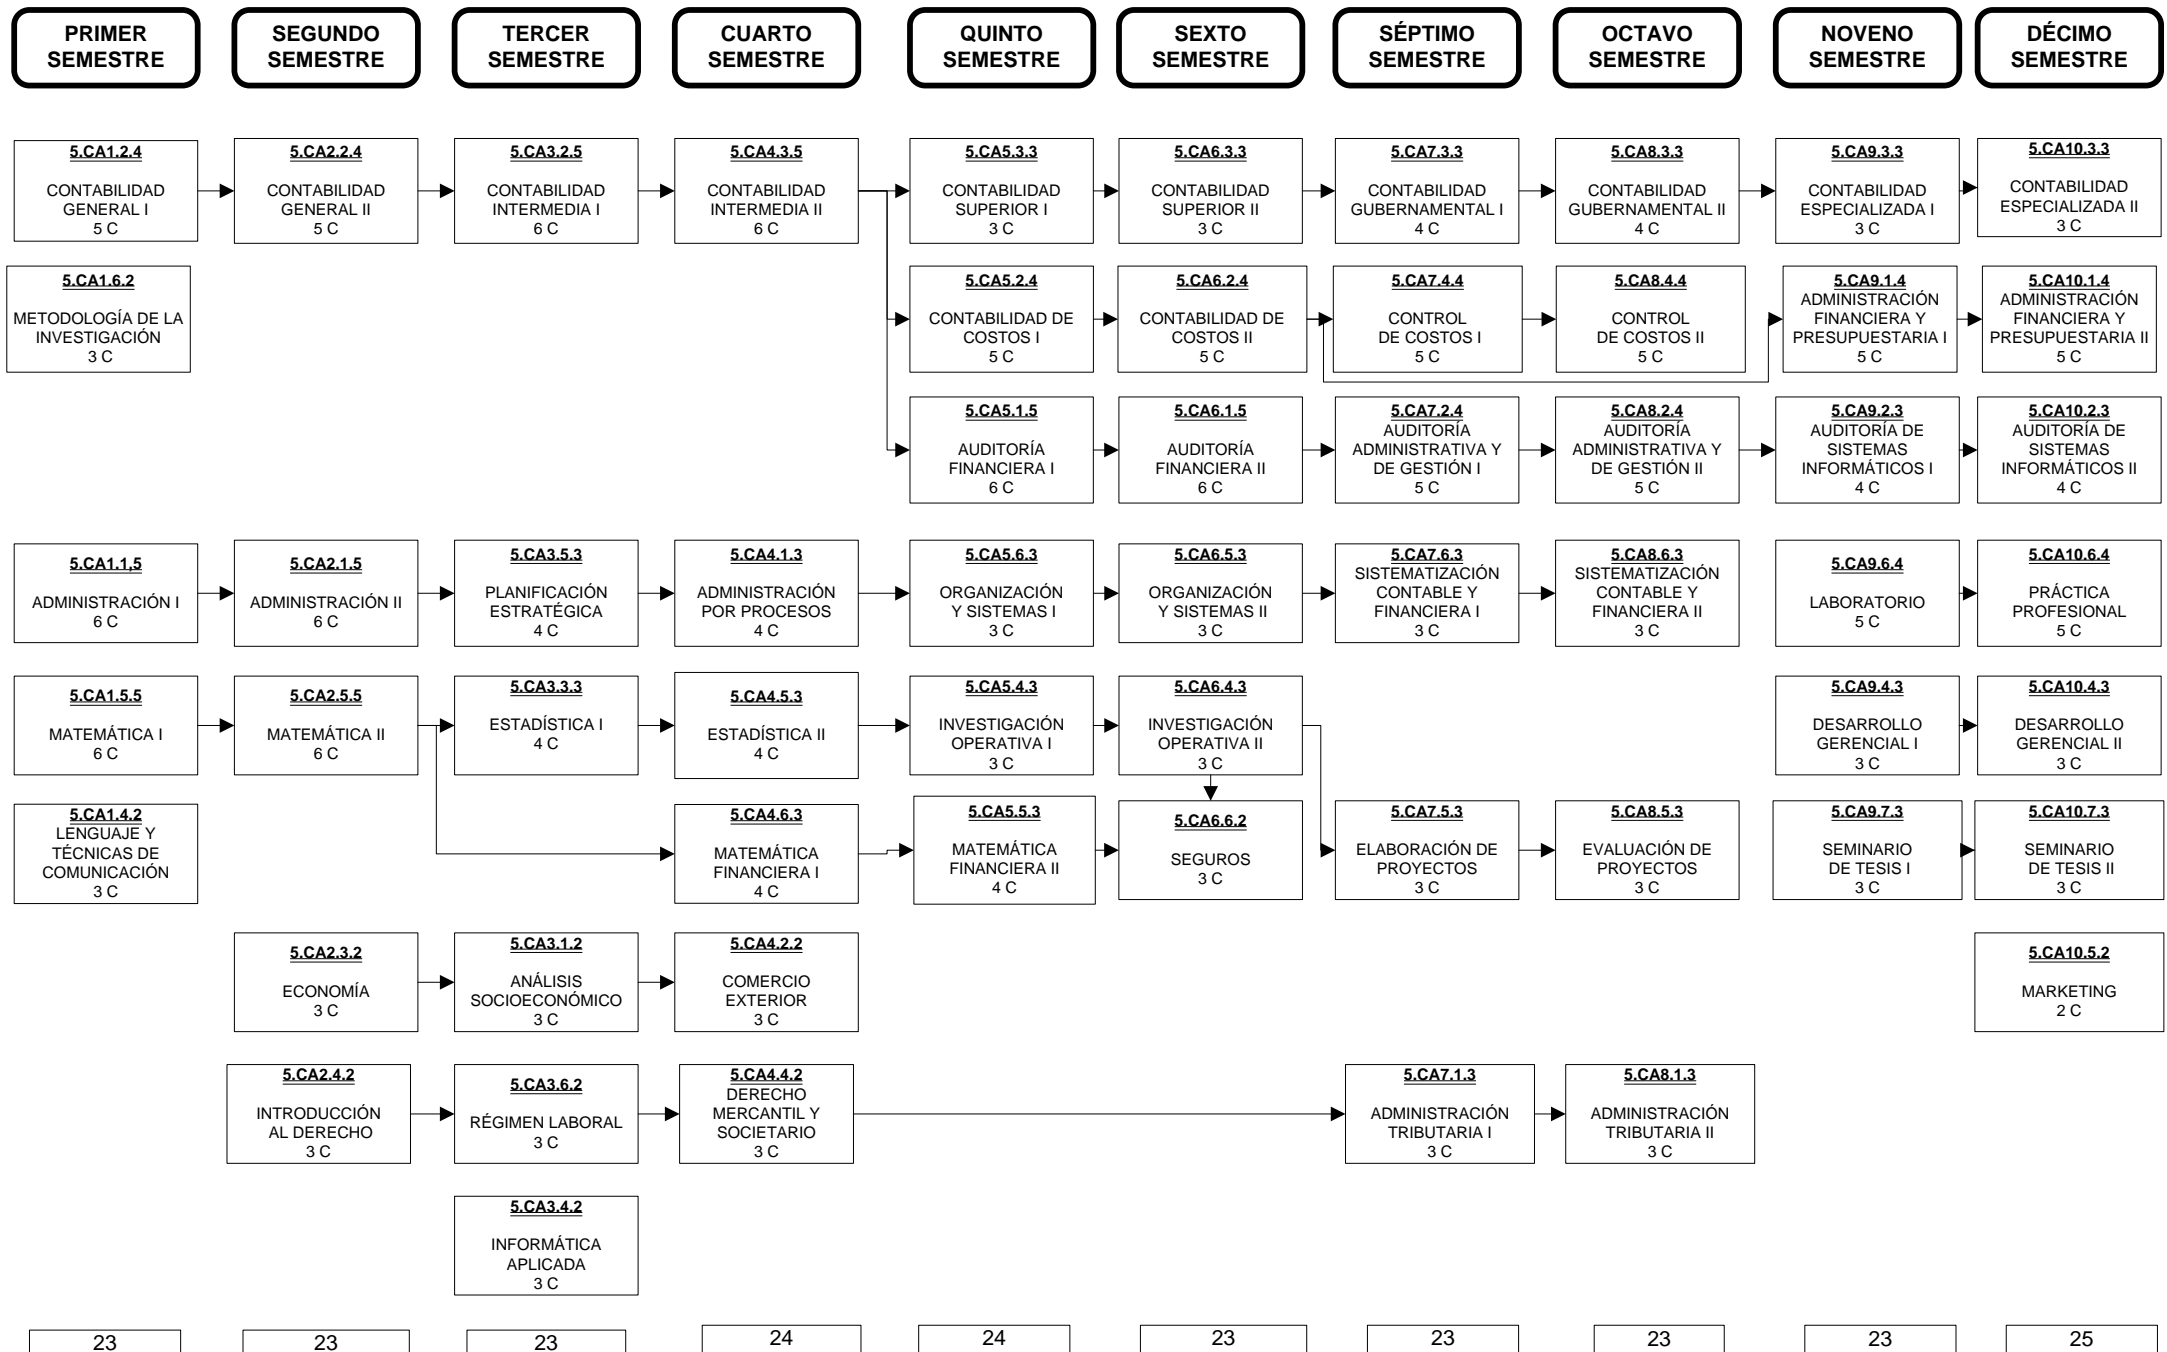 PRIMER
SEMESTRE
SEGUNDO
SEMESTRE
TERCER
SEMESTRE
CUARTO
SEMESTRE
QUINTO
SEMESTRE
SEXTO
SEMESTRE
SÉPTIMO
SEMESTRE
OCTAVO
SEMESTRE
NOVENO
SEMESTRE
DÉCIMO
SEMESTRE
5.CA1.2.4
CONTABILIDAD
GENERAL I
5 C
5.CA2.2.4
CONTABILIDAD
GENERAL II
5 C
5.CA3.2.5
CONTABILIDAD
INTERMEDIA I
6 C
5.CA4.3.5
CONTABILIDAD
INTERMEDIA II
6 C
5.CA5.3.3
CONTABILIDAD
SUPERIOR I
3 C
5.CA6.3.3
CONTABILIDAD
SUPERIOR II
3 C
5.CA7.3.3
CONTABILIDAD
GUBERNAMENTAL I
4 C
5.CA8.3.3
CONTABILIDAD
GUBERNAMENTAL II
4 C
5.CA9.3.3
CONTABILIDAD
ESPECIALIZADA I
3 C
5.CA10.3.3
CONTABILIDAD
ESPECIALIZADA II
3 C
5.CA1.6.2
METODOLOGÍA DE LA
INVESTIGACIÓN
3 C
5.CA5.2.4
CONTABILIDAD DE
COSTOS I
5 C
5.CA6.2.4
CONTABILIDAD DE
COSTOS II
5 C
5.CA7.4.4
CONTROL
DE COSTOS I
5 C
5.CA8.4.4
CONTROL
DE COSTOS II
5 C
5.CA9.1.4
ADMINISTRACIÓN
FINANCIERA Y
PRESUPUESTARIA I
5 C
5.CA10.1.4
ADMINISTRACIÓN
FINANCIERA Y
PRESUPUESTARIA II
5 C
5.CA5.1.5
AUDITORÍA
FINANCIERA I
6 C
5.CA6.1.5
AUDITORÍA
FINANCIERA II
6 C
5.CA7.2.4
AUDITORÍA
ADMINISTRATIVA Y
DE GESTIÓN I
5 C
5.CA8.2.4
AUDITORÍA
ADMINISTRATIVA Y
DE GESTIÓN II
5 C
5.CA9.2.3
AUDITORÍA DE
SISTEMAS
INFORMÁTICOS I
4 C
5.CA10.2.3
AUDITORÍA DE
SISTEMAS
INFORMÁTICOS II
4 C
5.CA1.1,5
ADMINISTRACIÓN I
6 C
5.CA2.1.5
ADMINISTRACIÓN II
6 C
5.CA3.5.3
PLANIFICACIÓN
ESTRATÉGICA
4 C
5.CA4.1.3
ADMINISTRACIÓN
POR PROCESOS
4 C
5.CA5.6.3
ORGANIZACIÓN
Y SISTEMAS I
3 C
5.CA6.5.3
ORGANIZACIÓN
Y SISTEMAS II
3 C
5.CA7.6.3
SISTEMATIZACIÓN
CONTABLE Y
FINANCIERA I
3 C
5.CA8.6.3
SISTEMATIZACIÓN
CONTABLE Y
FINANCIERA II
3 C
5.CA9.6.4
LABORATORIO
5 C
5.CA10.6.4
PRÁCTICA
PROFESIONAL
5 C
5.CA1.5.5
MATEMÁTICA I
6 C
5.CA2.5.5
MATEMÁTICA II
6 C
5.CA3.3.3
ESTADÍSTICA I
4 C
5.CA4.5.3
ESTADÍSTICA II
4 C
5.CA5.4.3
INVESTIGACIÓN
OPERATIVA I
3 C
5.CA6.4.3
INVESTIGACIÓN
OPERATIVA II
3 C
5.CA9.4.3
DESARROLLO
GERENCIAL I
3 C
5.CA10.4.3
DESARROLLO
GERENCIAL II
3 C
5.CA1.4.2
LENGUAJE Y
TÉCNICAS DE
COMUNICACIÓN
3 C
5.CA4.6.3
MATEMÁTICA
FINANCIERA I
4 C
5.CA5.5.3
MATEMÁTICA
FINANCIERA II
4 C
5.CA6.6.2
SEGUROS
3 C
5.CA7.5.3
ELABORACIÓN DE
PROYECTOS
3 C
5.CA8.5.3
EVALUACIÓN DE
PROYECTOS
3 C
5.CA9.7.3
SEMINARIO
DE TESIS I
3 C
5.CA10.7.3
SEMINARIO
DE TESIS II
3 C
5.CA2.3.2
ECONOMÍA
3 C
5.CA3.1.2
ANÁLISIS
SOCIOECONÓMICO
3 C
5.CA4.2.2
COMERCIO
EXTERIOR
3 C
5.CA10.5.2
MARKETING
2 C
5.CA2.4.2
INTRODUCCIÓN
AL DERECHO
3 C
5.CA3.6.2
RÉGIMEN LABORAL
3 C
5.CA4.4.2
DERECHO
MERCANTIL Y
SOCIETARIO
3 C
5.CA7.1.3
ADMINISTRACIÓN
TRIBUTARIA I
3 C
5.CA8.1.3
ADMINISTRACIÓN
TRIBUTARIA II
3 C
5.CA3.4.2
INFORMÁTICA
APLICADA
3 C
23
23
23
24
24
23
23
23
23
25